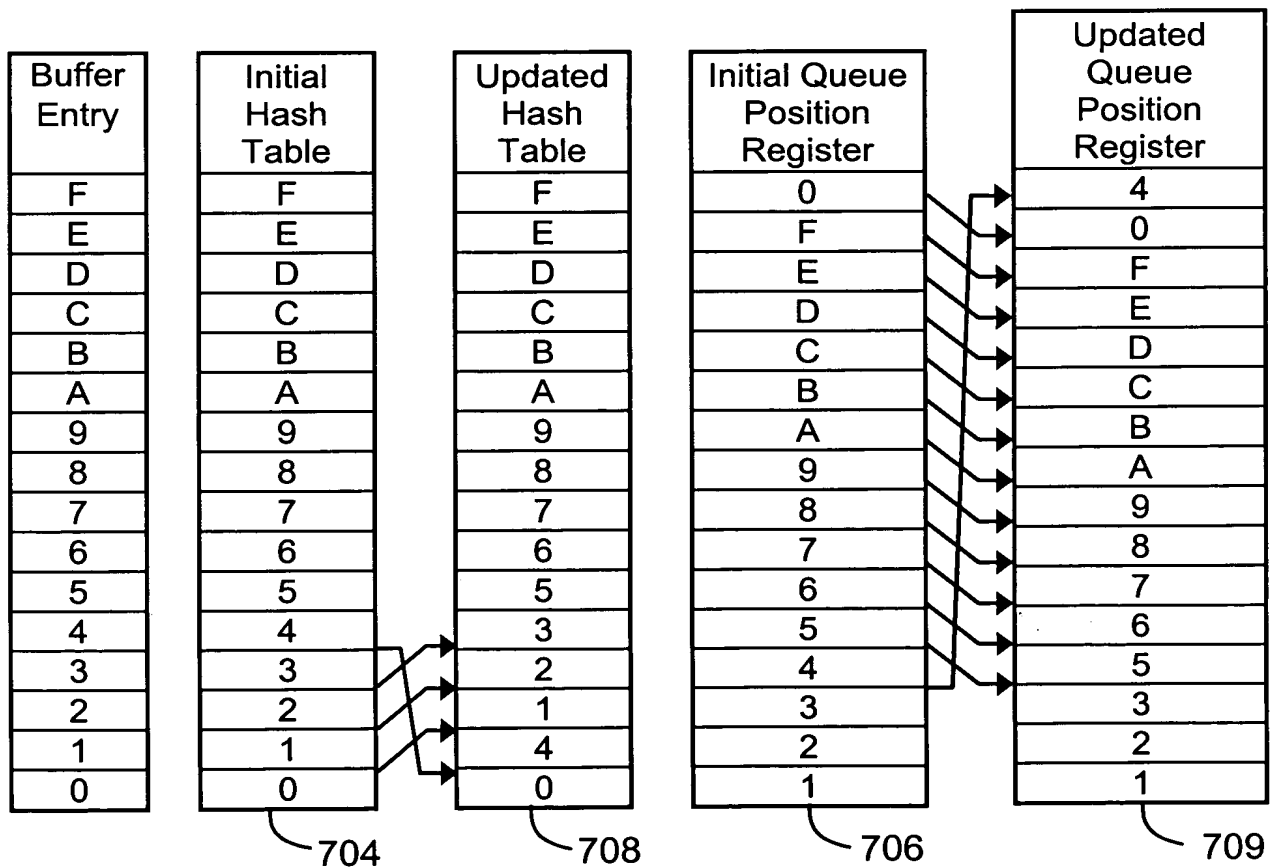 Buffer
Entry
F
E
D
C
B
A
9
8
7
6
5
4
3
2
1
0
Initial
Hash
Table
F
E
D
C
B
A
9
8
7
6
5
4
3
2
1
0
704
Updated
Hash
Table
F
E
D
C
B
A
9
8
7
6
5
3
2
1
4
0
708
Initial Queue
Position
Register
0
F
E
D
C
B
A
9
8
7
6
5
4
3
2
1
706
Updated
Queue
Position
Register
4
0
F
E
D
C
B
A
9
8
7
6
5
3
2
1
709